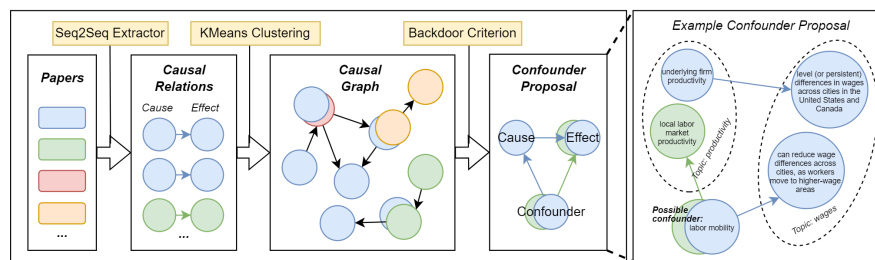 Seq2Seq Extractor
KMeans Clustering
Backdoor Criterion
Papers
...
Causal
Relations
Cause
Effect
...
Causal
Graph
Confounder
Proposal
Cause
Effect
Confounder
Example Confounder Proposal
underlying firm
productivity
local labor
market
productivity
Topic: productivity
level (or persistent)
differences in wages
across cities in the
United States and
Canada
can reduce wage
differences across
cities, as workers
move to higher-wage
areas
Topic: wages
Possible
confounder:
labor mobility